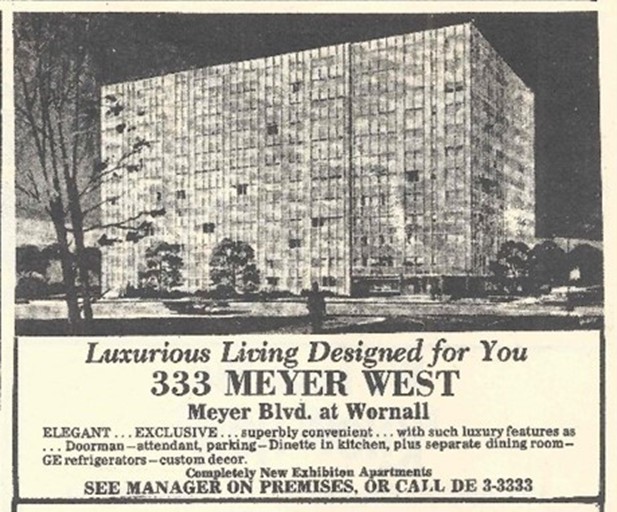 Luxurious Living Designed for You
333 MEYER WEST
Meyer Blvd. at Wornall
ELEGANT . . . EXCLUSIVE . . . superbly convenient . . . with such luxury features as
. . . Doorman—attendant, parking—Dinette in kitchen, plus separate dining room—
GE refrigerators—custom decor.
Completely New Exhibiton Apartments
SEE MANAGER ON PREMISES, OR CALL DE 3-3333